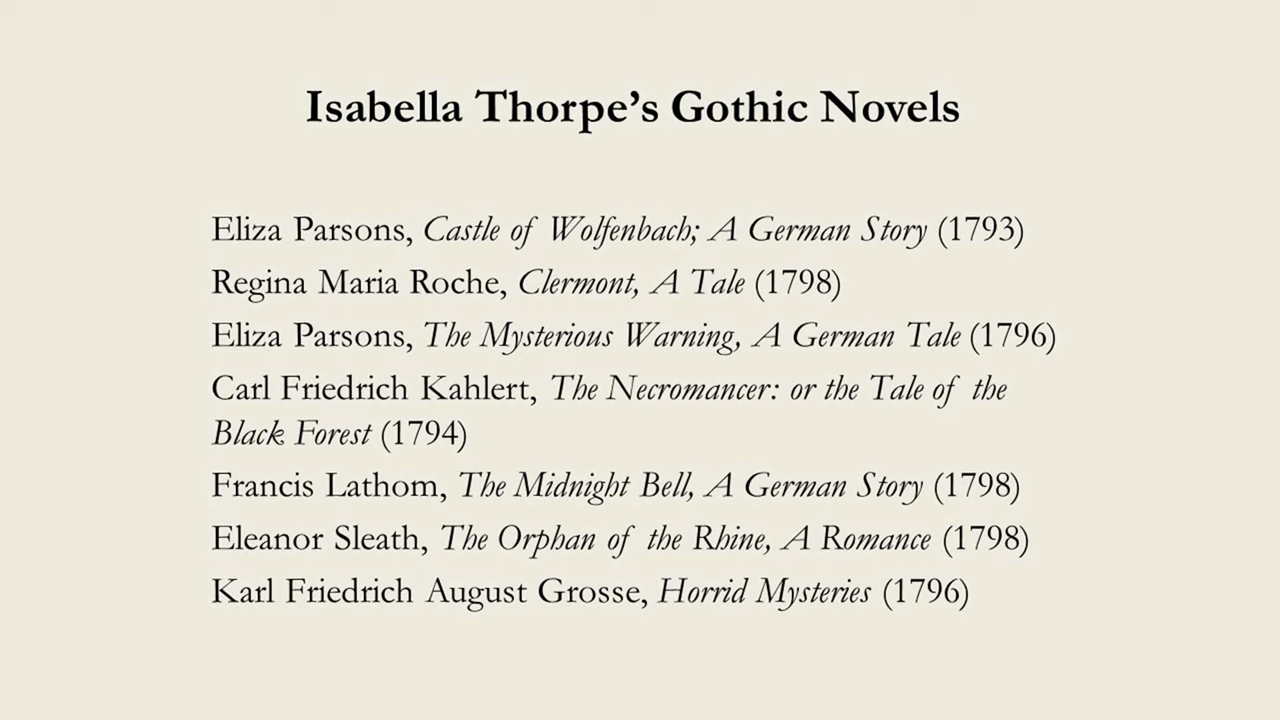 Isabella Thorpe’s Gothic Novels
Eliza Parsons, Castle of Wolfenbach; A German Story (1793)
Regina Maria Roche, Clermont, A Tale (1798)
Eliza Parsons, The Mysterious Warning, A German Tale (1796)
Carl Friedrich Kahlert, The Necromancer: or the Tale of the
Black Forest (1794)
Francis Lathom, The Midnight Bell, A German Story (1798)
Eleanor Sleath, The Orphan of the Rhine, A Romance (1798)
Karl Friedrich August Grosse, Horrid Mysteries (1796)